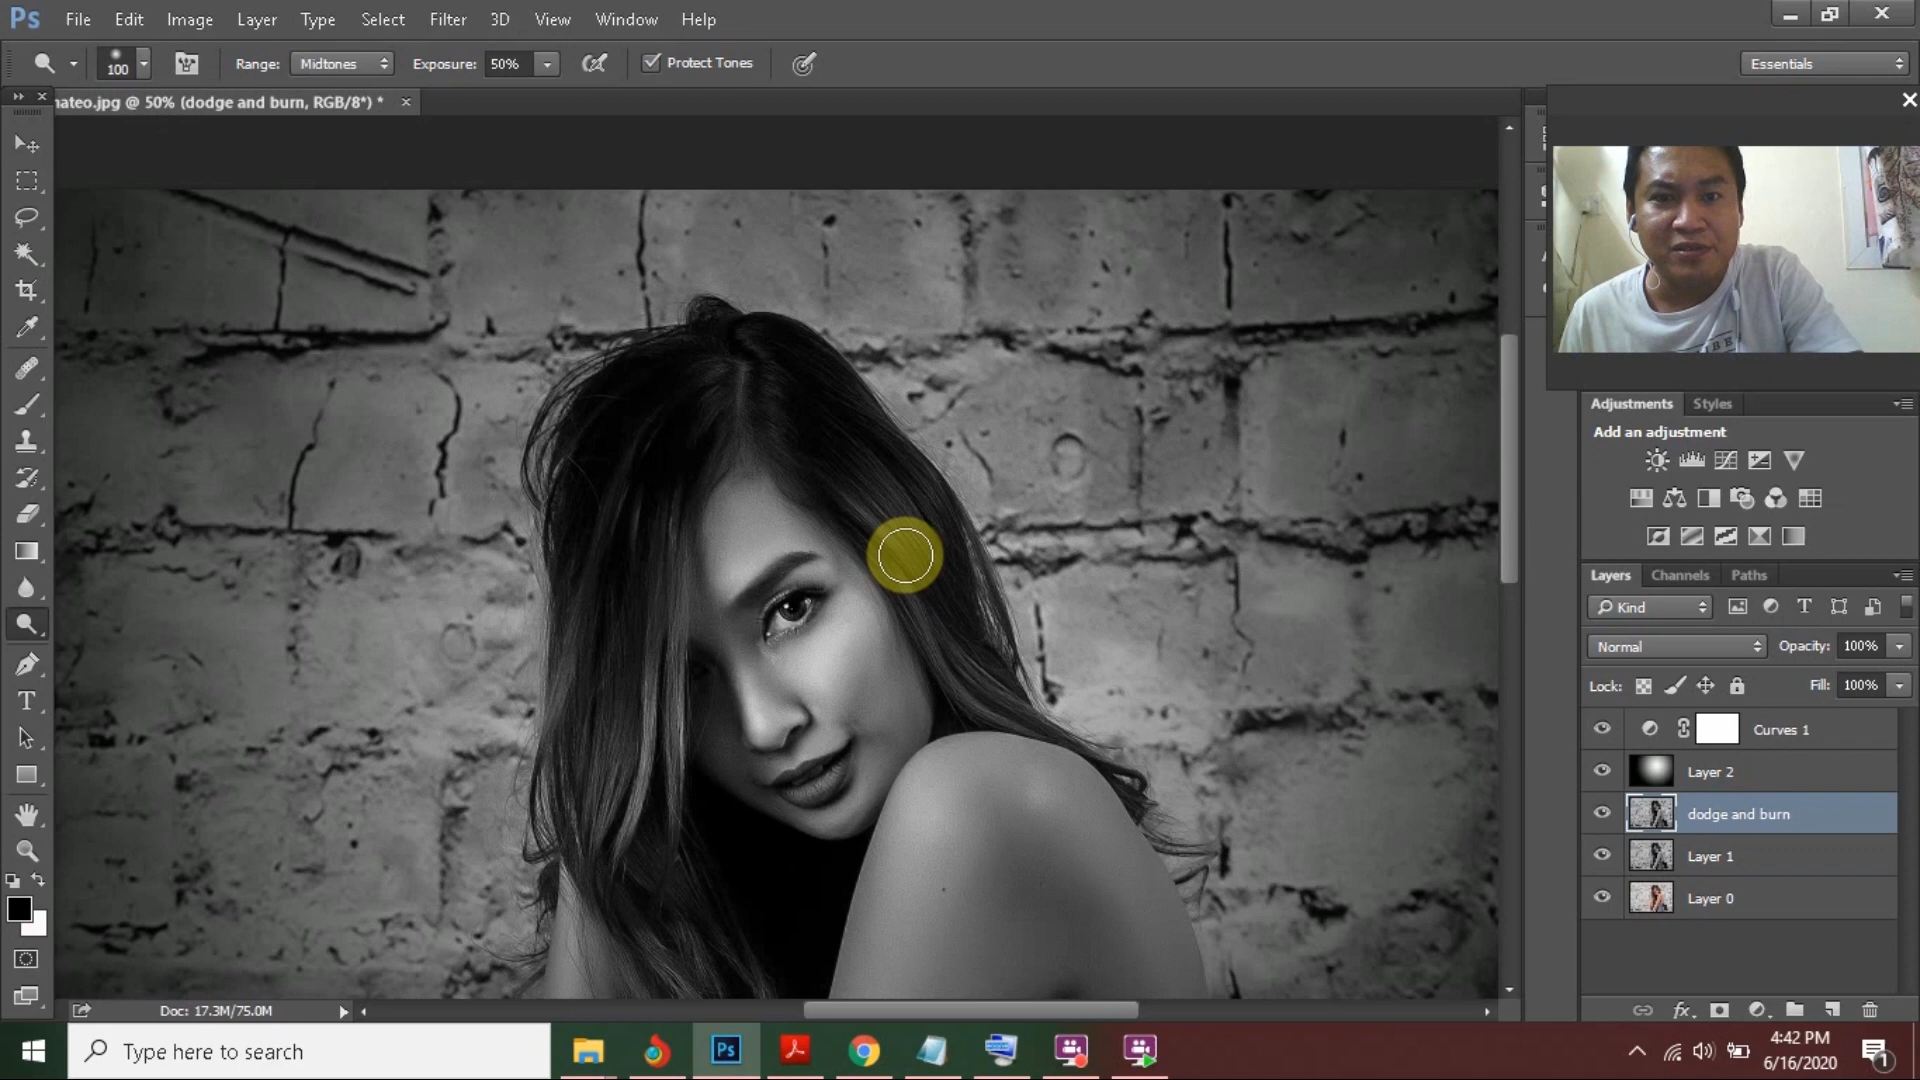 Ps File Edit Image Layer Type Select Filter 3D View Window Help
100 Range: Midtones Exposure: 50% Protect Tones Essentials
mateo.jpg @ 50% (dodge and burn, RGB/8*) *
Adjustments Styles
Add an adjustment
Layers Channels Paths
Kind
Normal Opacity: 100%
Lock: Fill: 100%
Curves 1
Layer 2
dodge and burn
Layer 1
Layer 0
Doc: 17.3M/75.0M
Type here to search
Ps
4:42 PM
6/16/2020
1